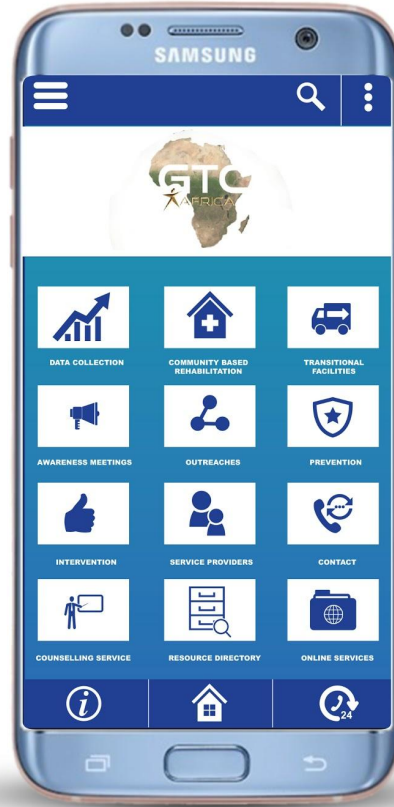 SAMSUNG
GTC
AFRICA
DATA COLLECTION
COMMUNITY BASED
REHABILITATION
TRANSITIONAL
FACILITIES
AWARENESS MEETINGS
OUTREACHES
PREVENTION
INTERVENTION
SERVICE PROVIDERS
CONTACT
COUNSELLING SERVICE
RESOURCE DIRECTORY
ONLINE SERVICES
i
24